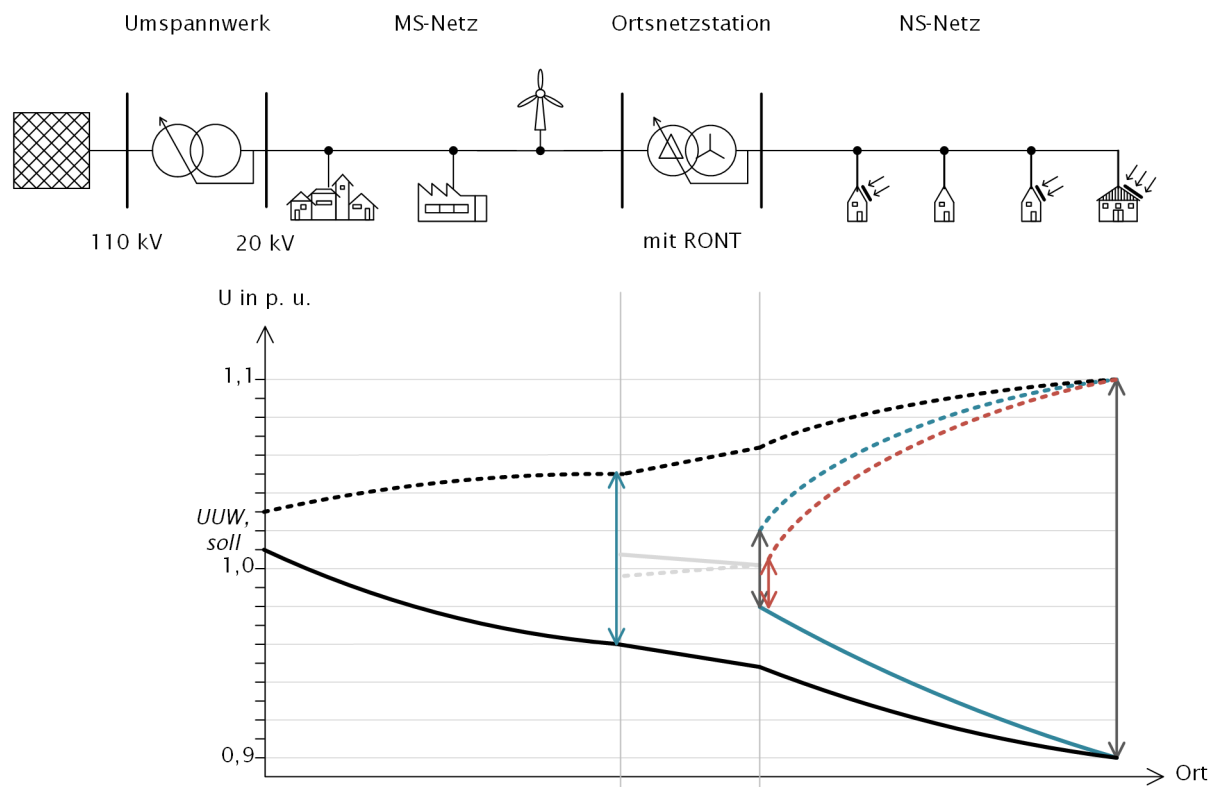 Umspannwerk MS-Netz Ortsnetzstation NS-Netz
110 kV 20 kV mit RONT
U in p. u.
1,1
UUW,
soll
1,0
0,9
Ort